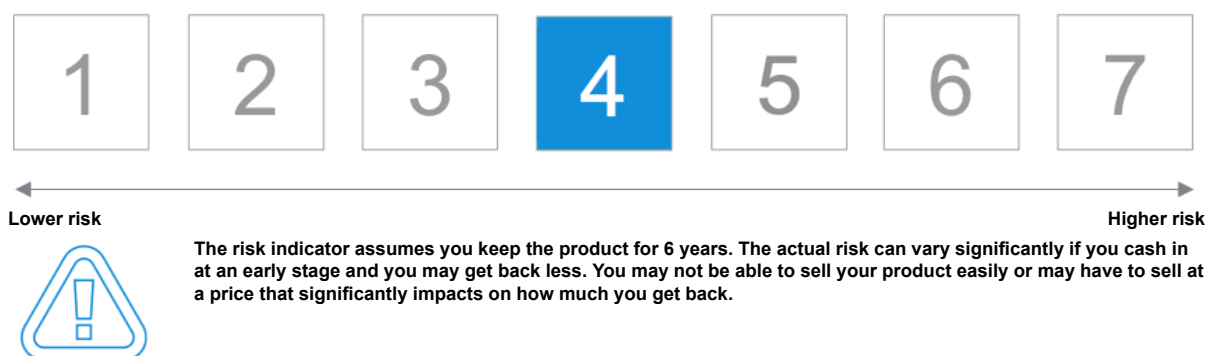 1 2 3 4 5 6 7
Lower risk Higher risk
The risk indicator assumes you keep the product for 6 years. The actual risk can vary significantly if you cash in
at an early stage and you may get back less. You may not be able to sell your product easily or may have to sell at
a price that significantly impacts on how much you get back.